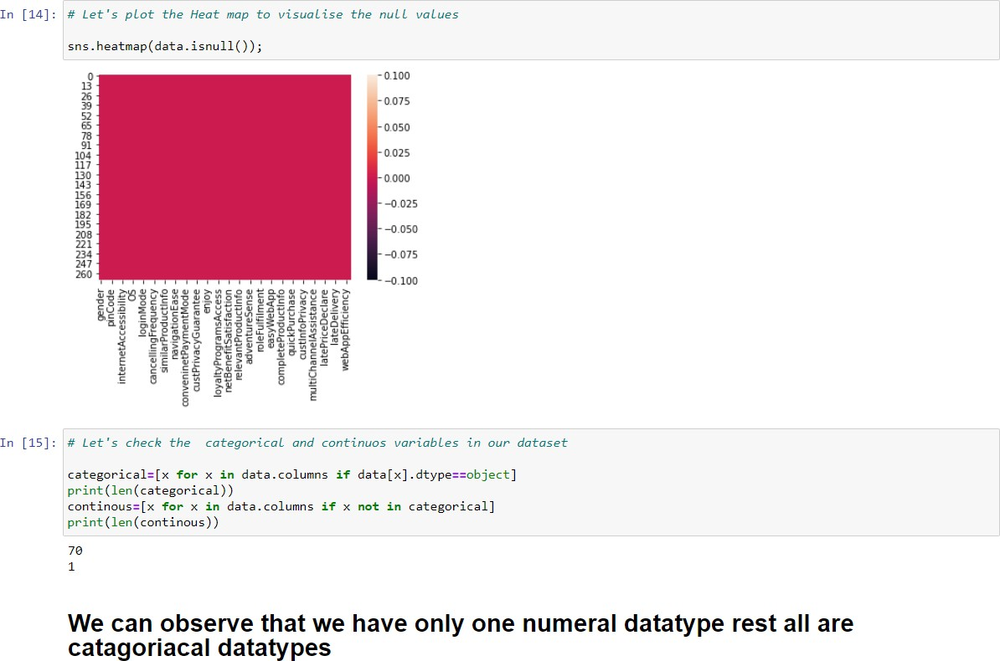 In [14]: # Let's plot the Heat map to visualise the null values
sns.heatmap(data.isnull());
0
13
26
39
52
65
78
91
104
117
130
143
156
169
182
195
208
221
234
247
260
0.100
0.075
0.050
0.025
0.000
−0.025
−0.050
−0.075
−0.100
gender
pinCode
internetAccessibility
OS
loginMode
cancellingFrequency
similarProductInfo
navigationEase
conveninetPaymentMode
custPrivacyGuarantee
enjoy
loyaltyProgramsAccess
netBenefitSatisfaction
relevantProductInfo
adventureSense
roleFulfilment
easyWebApp
completeProductInfo
quickPurchase
custInfoPrivacy
multiChannelAssistance
latePriceDeclare
lateDelivery
webAppEfficiency
In [15]: # Let's check the  categorical and continuos variables in our dataset
categorical=[x for x in data.columns if data[x].dtype==object]
print(len(categorical))
continous=[x for x in data.columns if x not in categorical]
print(len(continous))
70
1
We can observe that we have only one numeral datatype rest all are
catagoriacal datatypes